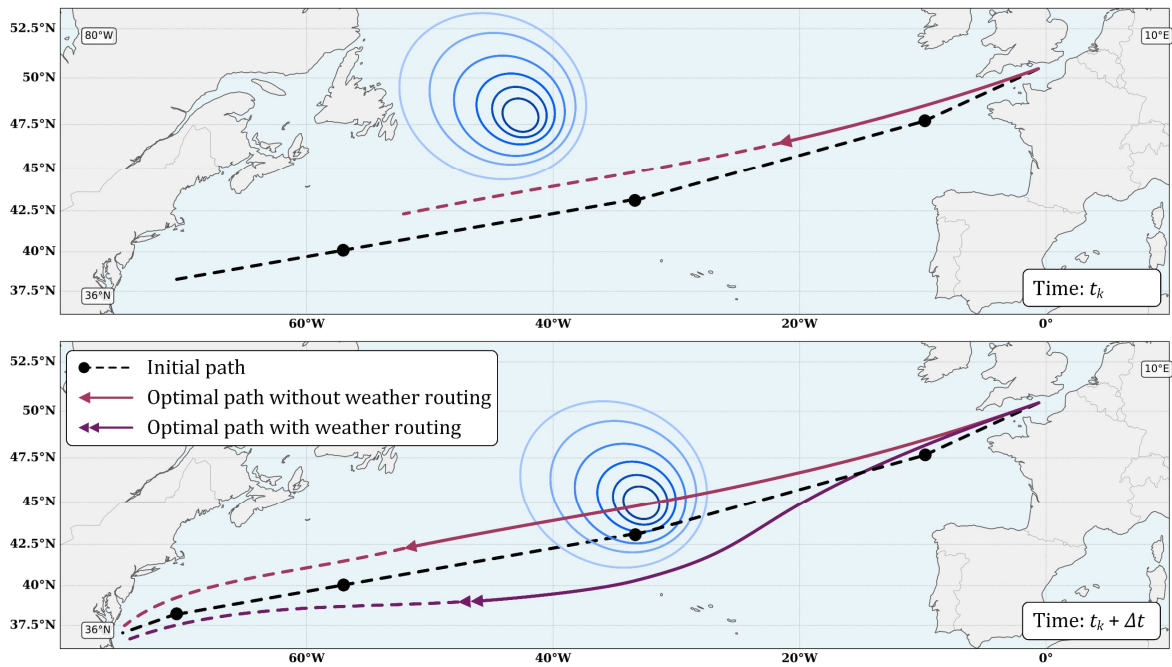 52.5°N
80°W
10°E
50°N
47.5°N
45°N
42.5°N
40°N
37.5°N
36°N
Time: tₖ
60°W
40°W
20°W
0°
52.5°N
Initial path
10°E
Optimal path without weather routing
50°N
Optimal path with weather routing
47.5°N
45°N
42.5°N
40°N
37.5°N
36°N
Time: tₖ + Δt
60°W
40°W
20°W
0°